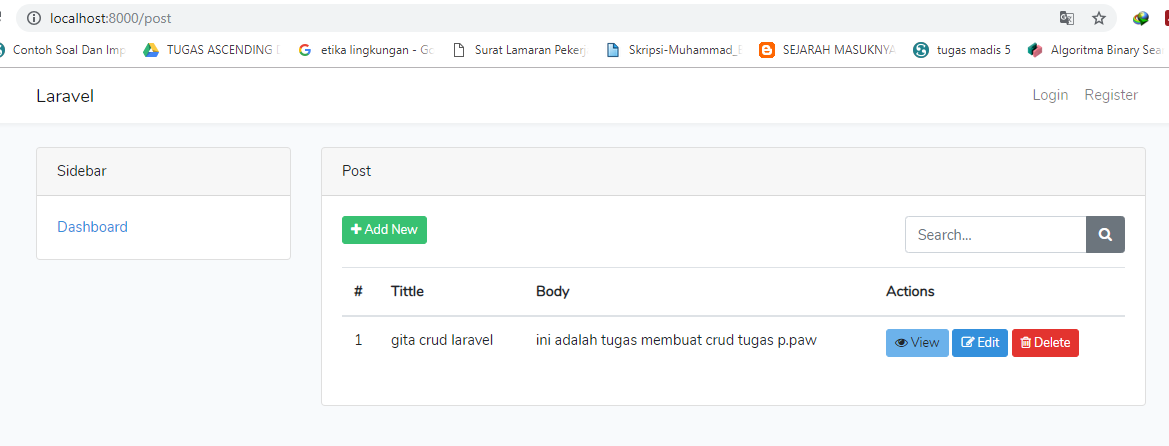 localhost:8000/post
Contoh Soal Dan Imp TUGAS ASCENDING etika lingkungan - Go Surat Lamaran Pekerj Skripsi-Muhammad_ SEJARAH MASUKNYA tugas madis 5 Algoritma Binary Sea
Laravel Login Register
Sidebar Post
Dashboard
Add New Search...
# Tittle Body Actions
1 gita crud laravel ini adalah tugas membuat crud tugas p.paw View Edit Delete